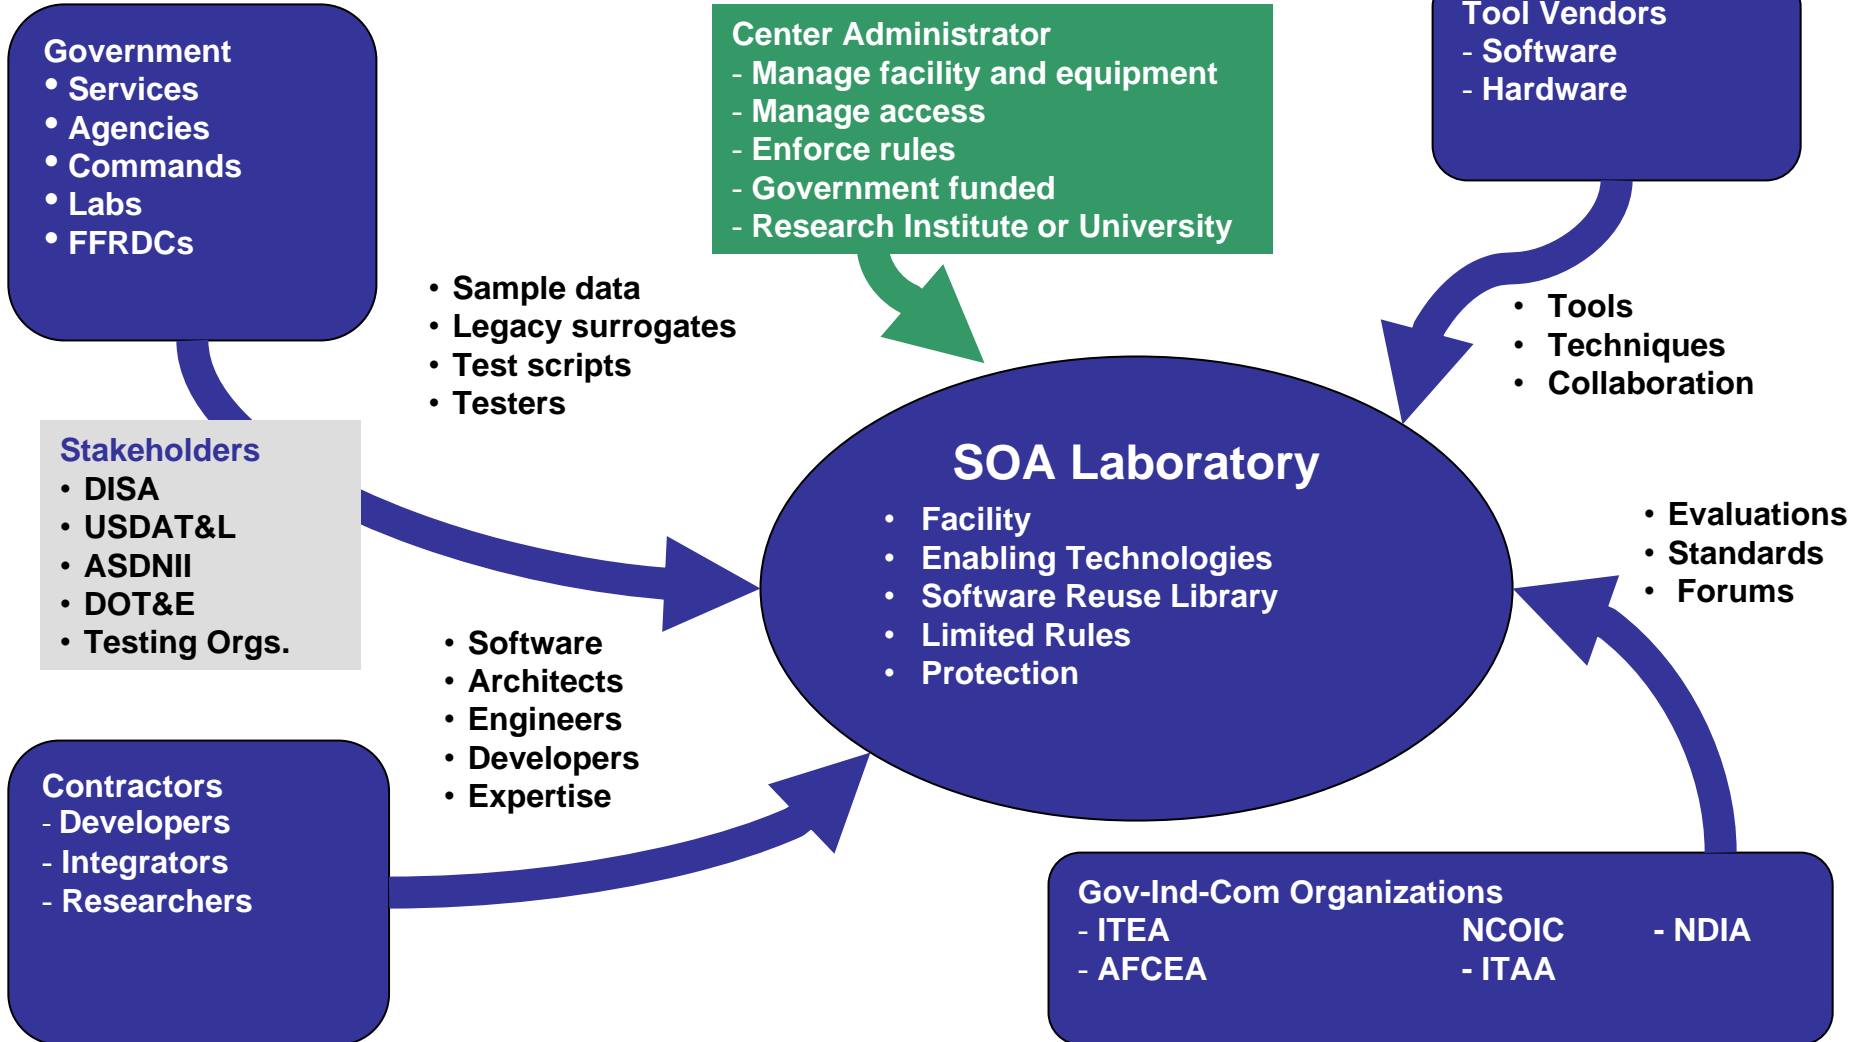 Government
• Services
• Agencies
• Commands
• Labs
• FFRDCs
Center Administrator
- Manage facility and equipment
- Manage access
- Enforce rules
- Government funded
- Research Institute or University
Tool Vendors
- Software
- Hardware
• Sample data
• Legacy surrogates
• Test scripts
• Testers
• Tools
• Techniques
• Collaboration
Stakeholders
• DISA
• USDAT&L
• ASDNII
• DOT&E
• Testing Orgs.
SOA Laboratory
• Facility
• Enabling Technologies
• Software Reuse Library
• Limited Rules
• Protection
• Evaluations
• Standards
• Forums
• Software
• Architects
• Engineers
• Developers
• Expertise
Contractors
- Developers
- Integrators
- Researchers
Gov-Ind-Com Organizations
- ITEA NCOIC - NDIA
- AFCEA - ITAA